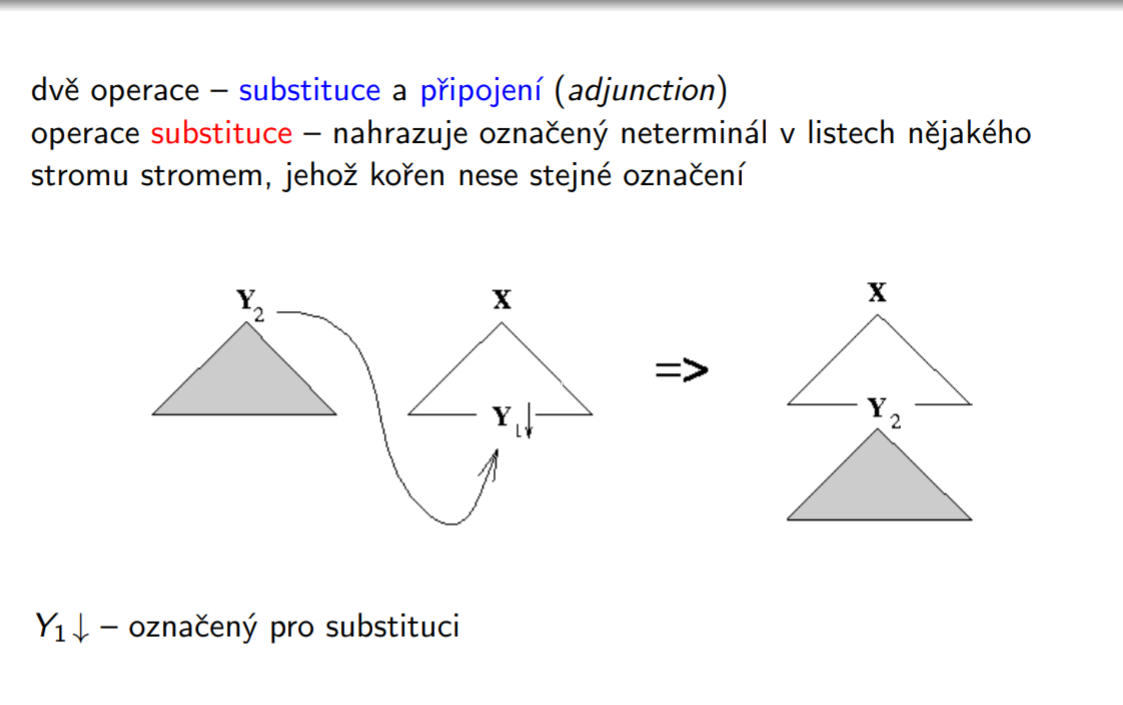 dvě operace – substituce a připojení (adjunction)
operace substituce – nahrazuje označený neterminál v listech nějakého
stromu stromem, jehož kořen nese stejné označení
Y₂ X => X
Y₁↓ Y₂
Y₁↓ – označený pro substituci